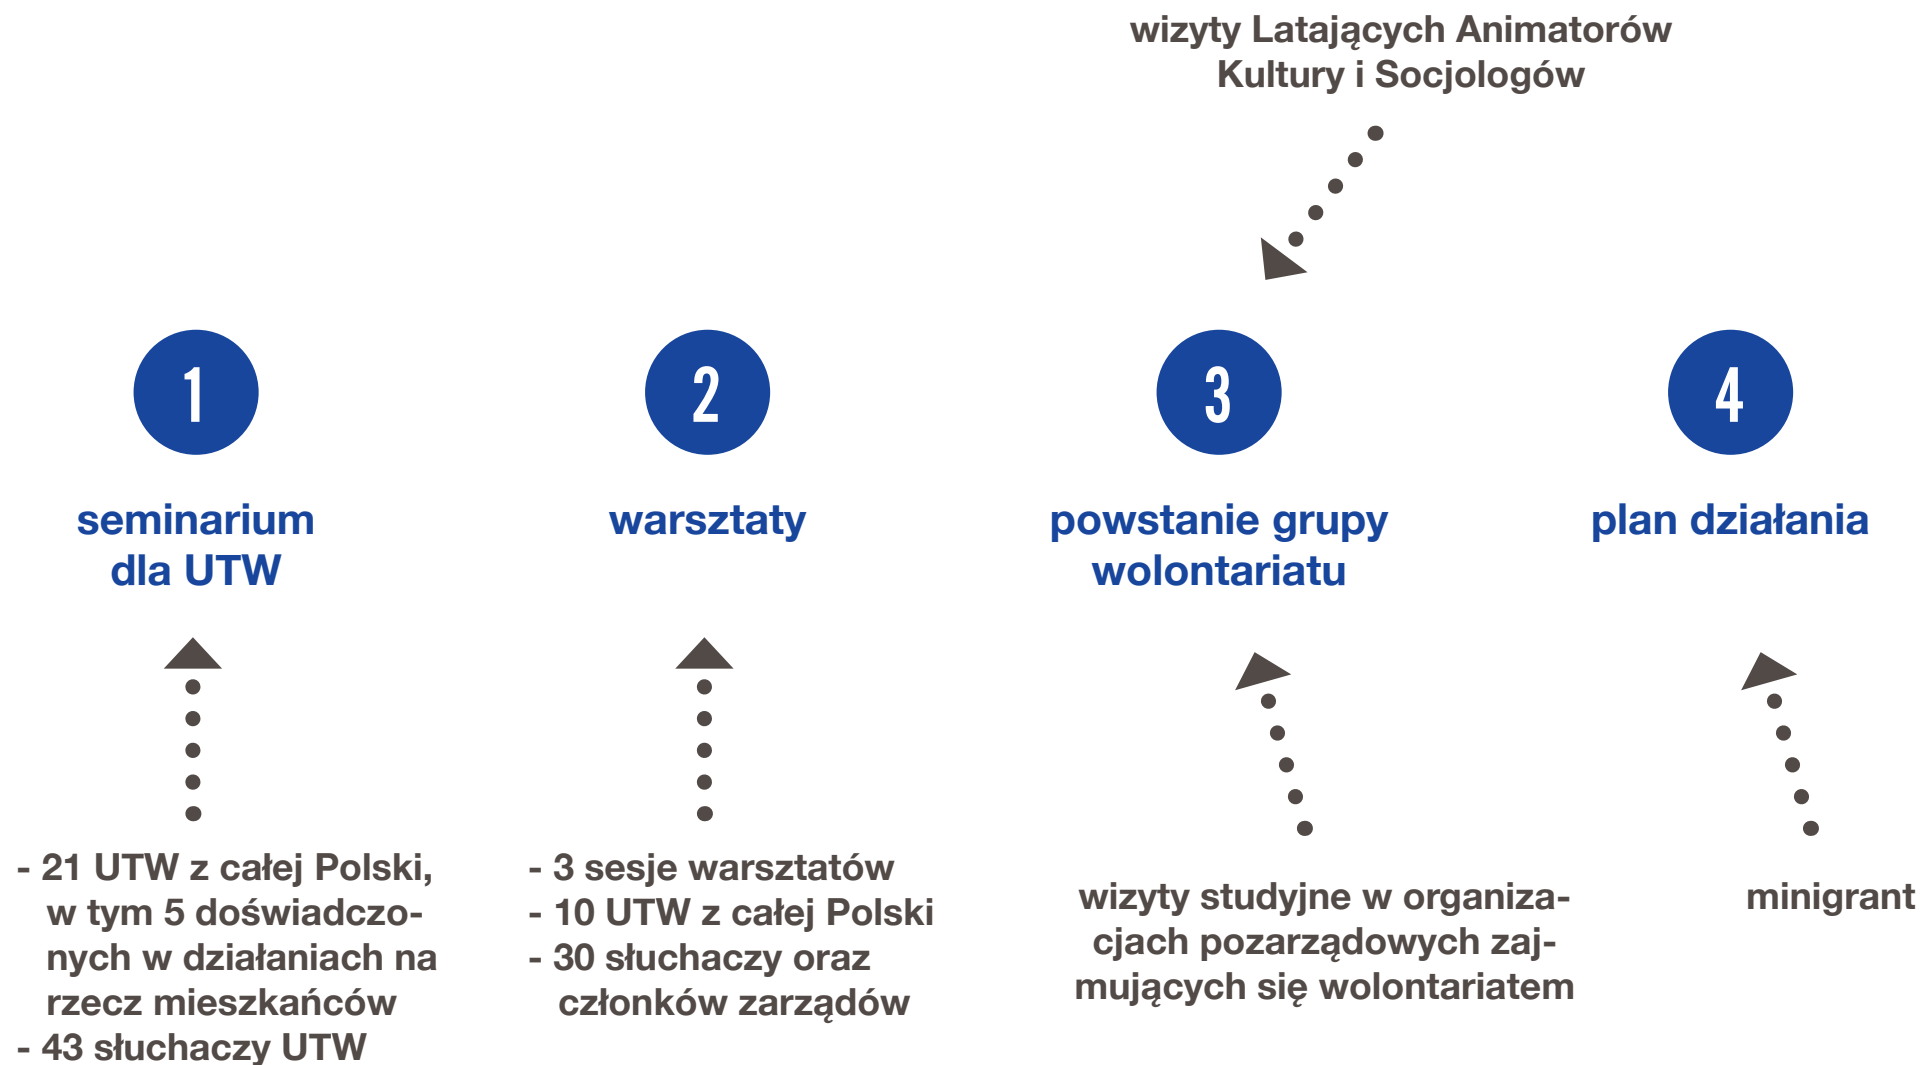 wizyty Latających Animatorów
Kultury i Socjologów
1
seminarium
dla UTW
- 21 UTW z całej Polski,
w tym 5 doświadczo-
nych w działaniach na
rzecz mieszkańców
- 43 słuchaczy UTW
2
warsztaty
- 3 sesje warsztatów
- 10 UTW z całej Polski
- 30 słuchaczy oraz
członków zarządów
3
powstanie grupy
wolontariatu
wizyty studyjne w organiza-
cjach pozarządowych zaj-
mujących się wolontariatem
4
plan działania
minigrant